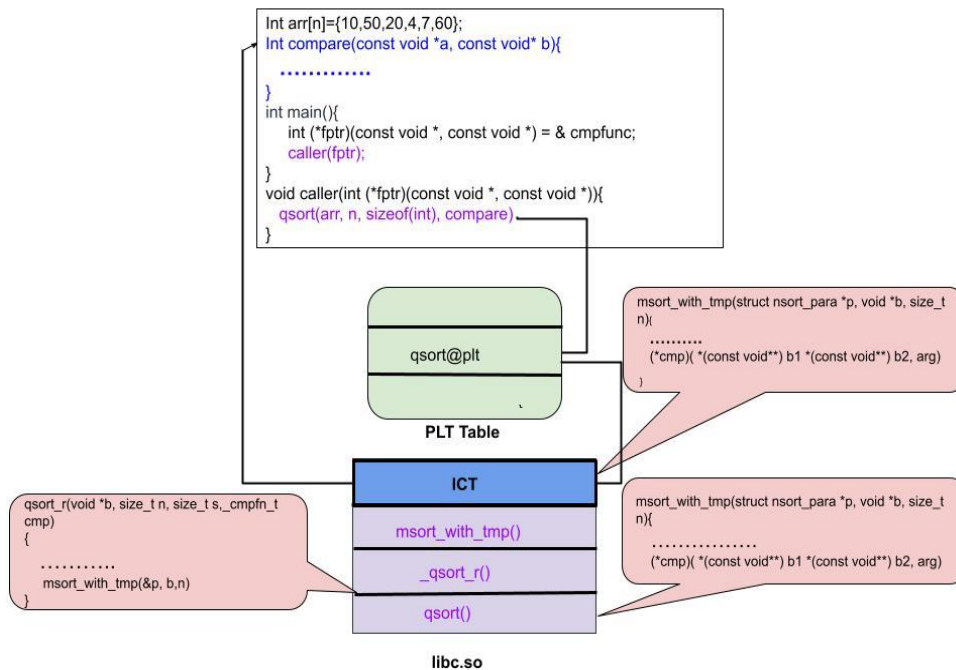 Int arr[n]={10,50,20,4,7,60};
Int compare(const void *a, const void* b){
.............
}
int main(){
int (*fptr)(const void *, const void *) = & cmpfunc;
caller(fptr);
}
void caller(int (*fptr)(const void *, const void *)){
qsort(arr, n, sizeof(int), compare)
}
qsort@plt
PLT Table
msort_with_tmp(struct nsort_para *p, void *b, size_t
n){
..........
(*cmp)( *(const void**) b1 *(const void**) b2, arg)
}
ICT
msort_with_tmp()
_qsort_r()
qsort()
libc.so
qsort_r(void *b, size_t n, size_t s,_cmpfn_t
cmp)
{
...........
msort_with_tmp(&p, b,n)
}
msort_with_tmp(struct nsort_para *p, void *b, size_t
n){
................
(*cmp)( *(const void**) b1 *(const void**) b2, arg)